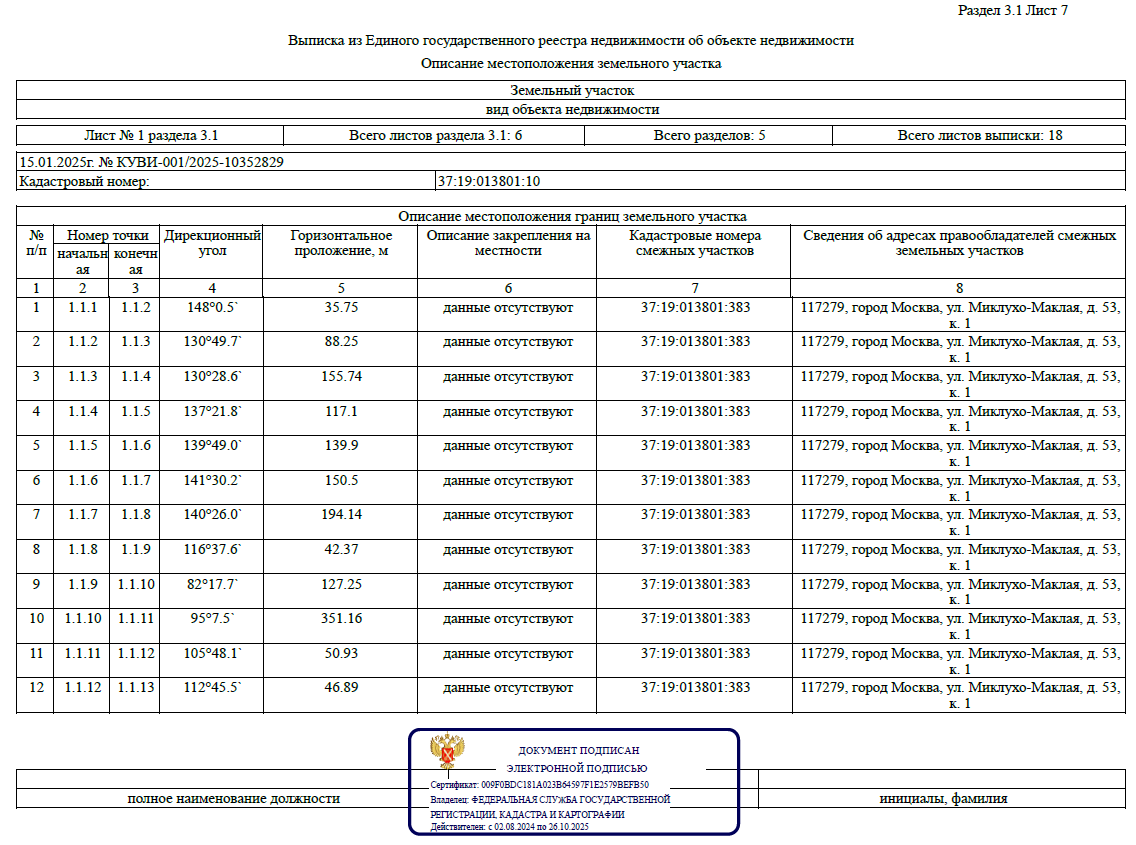 Раздел 3.1 Лист 7
Выписка из Единого государственного реестра недвижимости об объекте недвижимости
Описание местоположения земельного участка
Земельный участок
вид объекта недвижимости
Лист № 1 раздела 3.1 Всего листов раздела 3.1: 6 Всего разделов: 5 Всего листов выписки: 18
15.01.2025г. № КУВИ-001/2025-10352829
Кадастровый номер: 37:19:013801:10
Описание местоположения границ земельного участка
№ Номер точки Дирекционный Горизонтальное Описание закрепления на Кадастровые номера Сведения об адресах правообладателей смежных
п/п начальн конечн угол проложение, м местности смежных участков земельных участков
ая ая
1 2 3 4 5 6 7 8
1 1.1.1 1.1.2 148°0.5` 35.75 данные отсутствуют 37:19:013801:383 117279, город Москва, ул. Миклухо-Маклая, д. 53,
к. 1
2 1.1.2 1.1.3 130°49.7` 88.25 данные отсутствуют 37:19:013801:383 117279, город Москва, ул. Миклухо-Маклая, д. 53,
к. 1
3 1.1.3 1.1.4 130°28.6` 155.74 данные отсутствуют 37:19:013801:383 117279, город Москва, ул. Миклухо-Маклая, д. 53,
к. 1
4 1.1.4 1.1.5 137°21.8` 117.1 данные отсутствуют 37:19:013801:383 117279, город Москва, ул. Миклухо-Маклая, д. 53,
к. 1
5 1.1.5 1.1.6 139°49.0` 139.9 данные отсутствуют 37:19:013801:383 117279, город Москва, ул. Миклухо-Маклая, д. 53,
к. 1
6 1.1.6 1.1.7 141°30.2` 150.5 данные отсутствуют 37:19:013801:383 117279, город Москва, ул. Миклухо-Маклая, д. 53,
к. 1
7 1.1.7 1.1.8 140°26.0` 194.14 данные отсутствуют 37:19:013801:383 117279, город Москва, ул. Миклухо-Маклая, д. 53,
к. 1
8 1.1.8 1.1.9 116°37.6` 42.37 данные отсутствуют 37:19:013801:383 117279, город Москва, ул. Миклухо-Маклая, д. 53,
к. 1
9 1.1.9 1.1.10 82°17.7` 127.25 данные отсутствуют 37:19:013801:383 117279, город Москва, ул. Миклухо-Маклая, д. 53,
к. 1
10 1.1.10 1.1.11 95°7.5` 351.16 данные отсутствуют 37:19:013801:383 117279, город Москва, ул. Миклухо-Маклая, д. 53,
к. 1
11 1.1.11 1.1.12 105°48.1` 50.93 данные отсутствуют 37:19:013801:383 117279, город Москва, ул. Миклухо-Маклая, д. 53,
к. 1
12 1.1.12 1.1.13 112°45.5` 46.89 данные отсутствуют 37:19:013801:383 117279, город Москва, ул. Миклухо-Маклая, д. 53,
к. 1
ДОКУМЕНТ ПОДПИСАН
ЭЛЕКТРОННОЙ ПОДПИСЬЮ
Сертификат: 009F0BDC181A023B64597F1E2579BEFB50
Владелец: ФЕДЕРАЛЬНАЯ СЛУЖБА ГОСУДАРСТВЕННОЙ
РЕГИСТРАЦИИ, КАДАСТРА И КАРТОГРАФИИ
Действителен: с 02.08.2024 по 26.10.2025
полное наименование должности инициалы, фамилия